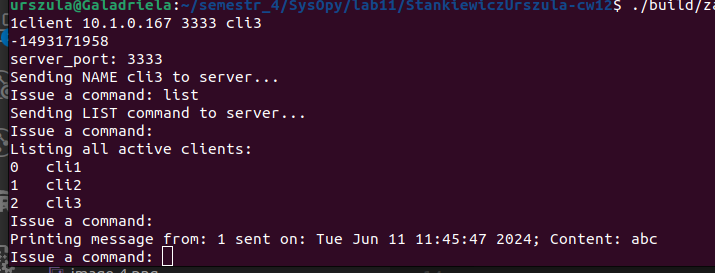 urszula@Galadriela:~/semestr_4/SysOpy/lab11/StankiewiczUrszula-cw12$ ./build/za
1client 10.1.0.167 3333 cli3
-1493171958
server_port: 3333
Sending NAME cli3 to server...
Issue a command: list
Sending LIST command to server...
Issue a command:
Listing all active clients:
0 cli1
1 cli2
2 cli3
Issue a command:
Printing message from: 1 sent on: Tue Jun 11 11:45:47 2024; Content: abc
Issue a command:
image-4.png